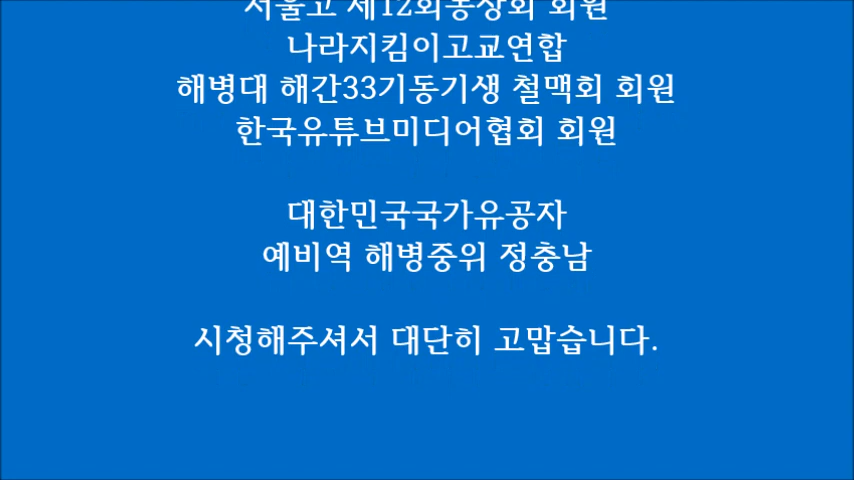 서울고 제12회동창회 회원
나라지킴이고교연합
해병대 해간33기동기생 철맥회 회원
한국유튜브미디어협회 회원
대한민국국가유공자
예비역 해병중위 정충남
시청해주셔서 대단히 고맙습니다.